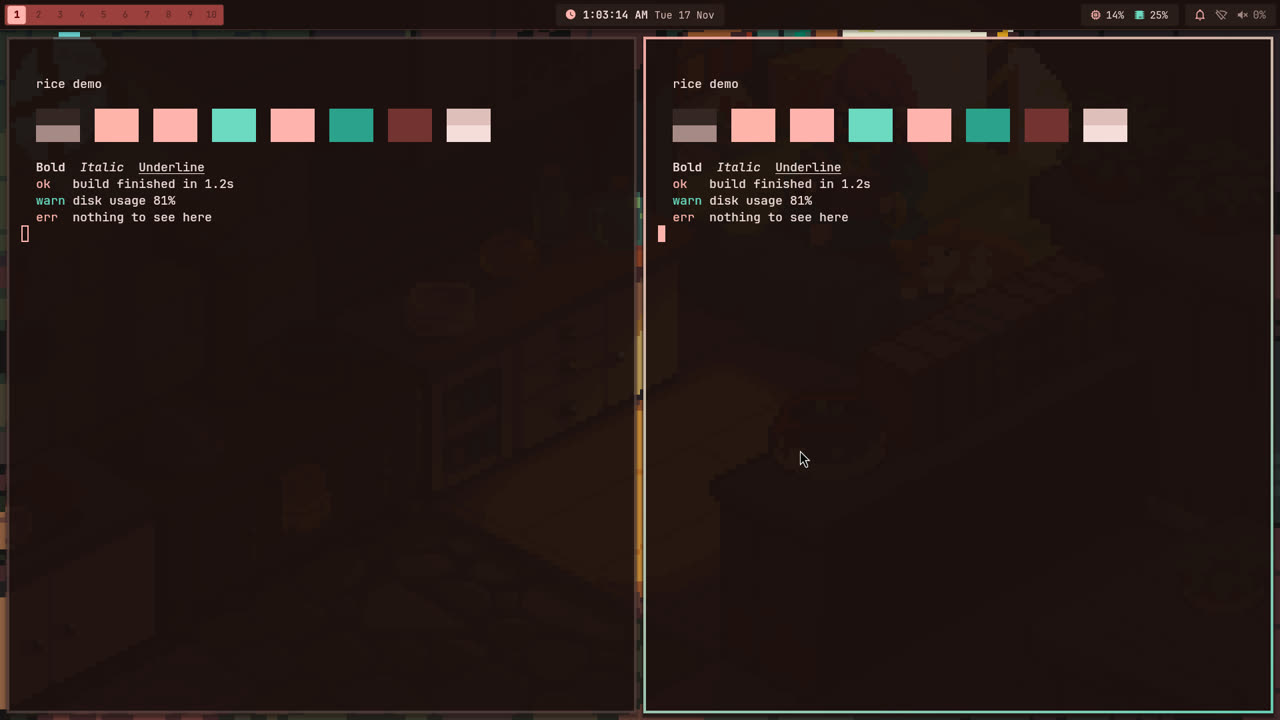 1 2 3 4 5 6 7 8 9 10
1:03:14 AM Tue 17 Nov
14% 25%
0%
rice demo
Bold Italic Underline
ok build finished in 1.2s
warn disk usage 81%
err nothing to see here
rice demo
Bold Italic Underline
ok build finished in 1.2s
warn disk usage 81%
err nothing to see here